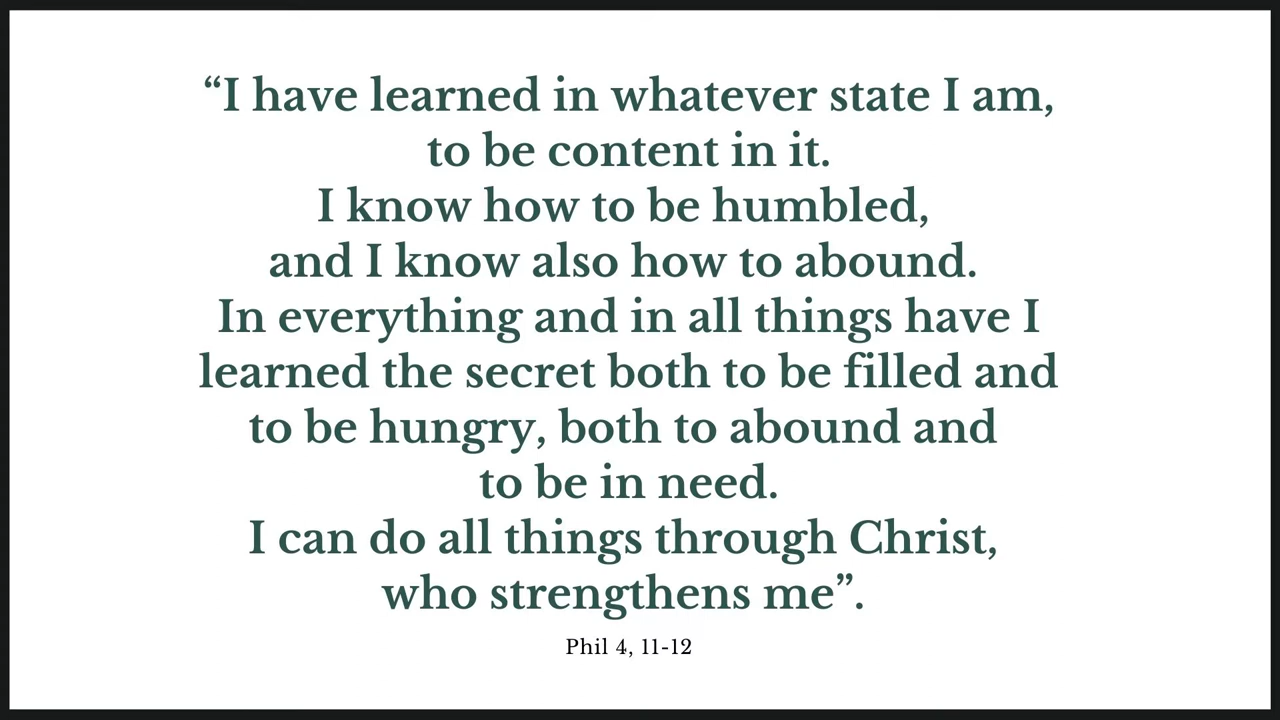 “I have learned in whatever state I am,
to be content in it.
I know how to be humbled,
and I know also how to abound.
In everything and in all things have I
learned the secret both to be filled and
to be hungry, both to abound and
to be in need.
I can do all things through Christ,
who strengthens me”.
Phil 4, 11-12